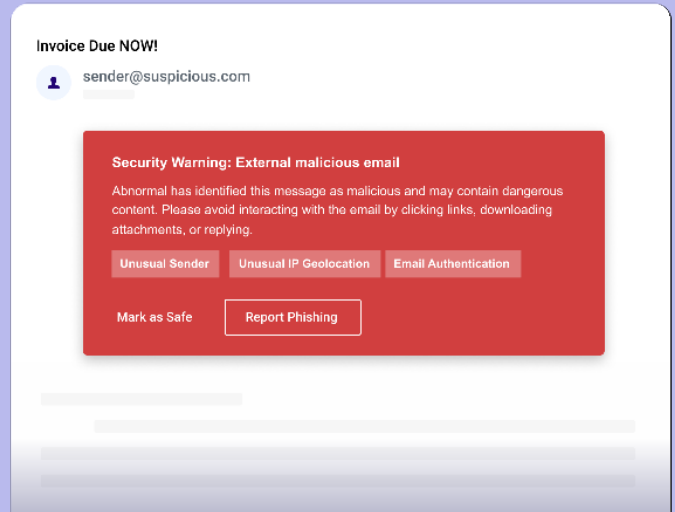 Invoice Due NOW!
sender@suspicious.com
Security Warning: External malicious email
Abnormal has identified this message as malicious and may contain dangerous
content. Please avoid interacting with the email by clicking links, downloading
attachments, or replying.
Unusual Sender Unusual IP Geolocation Email Authentication
Mark as Safe Report Phishing